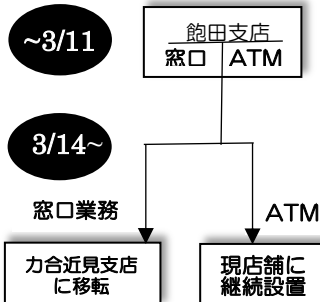 ~3/11
飽田支店
窓口 ATM
3/14~
窓口業務
ATM
力合近見支店
に移転
現店舗に
継続設置